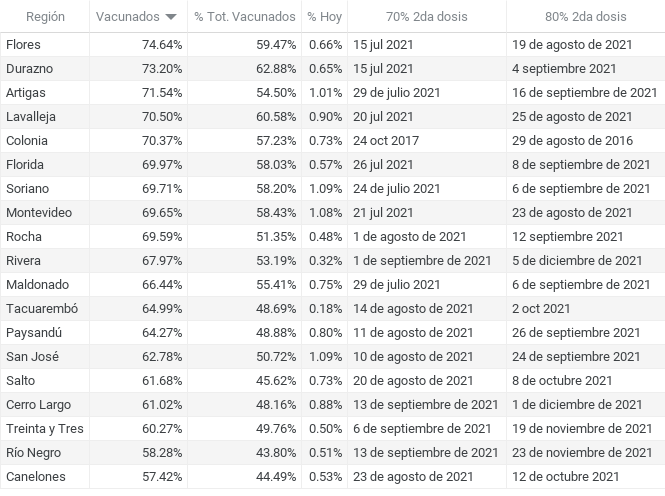 Región Vacunados % Tot. Vacunados % Hoy 70% 2da dosis 80% 2da dosis
Flores 74.64% 59.47% 0.66% 15 jul 2021 19 de agosto de 2021
Durazno 73.20% 62.88% 0.65% 15 jul 2021 4 septiembre 2021
Artigas 71.54% 54.50% 1.01% 29 de julio 2021 16 de septiembre de 2021
Lavalleja 70.50% 60.58% 0.90% 20 jul 2021 25 de agosto de 2021
Colonia 70.37% 57.23% 0.73% 24 oct 2017 29 de agosto de 2016
Florida 69.97% 58.03% 0.57% 26 jul 2021 8 de septiembre de 2021
Soriano 69.71% 58.20% 1.09% 24 de julio 2021 6 de septiembre de 2021
Montevideo 69.65% 58.43% 1.08% 21 jul 2021 23 de agosto de 2021
Rocha 69.59% 51.35% 0.48% 1 de agosto de 2021 12 septiembre 2021
Rivera 67.97% 53.19% 0.32% 1 de septiembre de 2021 5 de diciembre de 2021
Maldonado 66.44% 55.41% 0.75% 29 de julio 2021 6 de septiembre de 2021
Tacuarembó 64.99% 48.69% 0.18% 14 de agosto de 2021 2 oct 2021
Paysandú 64.27% 48.88% 0.80% 11 de agosto de 2021 26 de septiembre de 2021
San José 62.78% 50.72% 1.09% 10 de agosto de 2021 24 de septiembre de 2021
Salto 61.68% 45.62% 0.73% 20 de agosto de 2021 8 de octubre de 2021
Cerro Largo 61.02% 48.16% 0.88% 13 de septiembre de 2021 1 de diciembre de 2021
Treinta y Tres 60.27% 49.76% 0.50% 6 de septiembre de 2021 19 de noviembre de 2021
Río Negro 58.28% 43.80% 0.51% 13 de septiembre de 2021 23 de noviembre de 2021
Canelones 57.42% 44.49% 0.53% 23 de agosto de 2021 12 de octubre de 2021